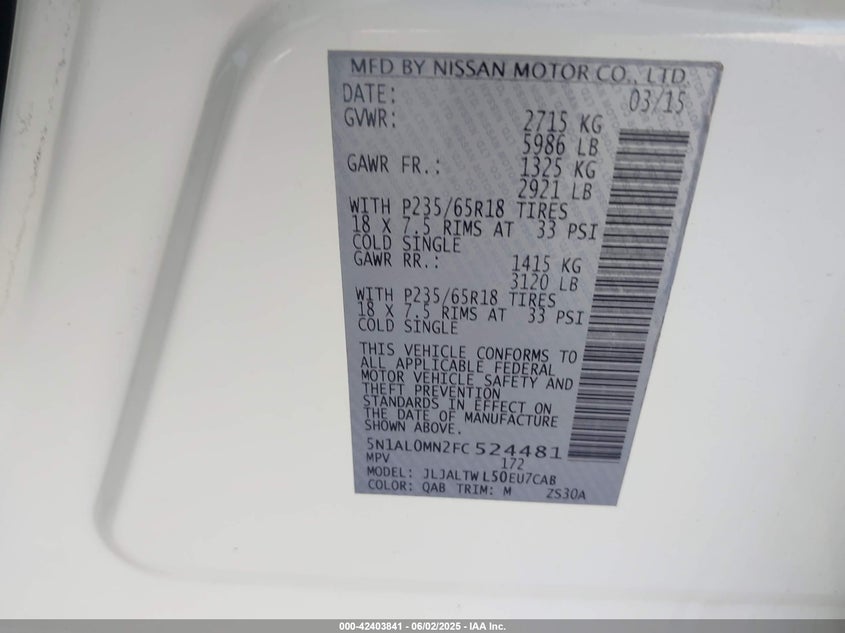 MFD BY NISSAN MOTOR CO., LTD.
DATE: 03/15
GVWR: 2715 KG
5986 LB
GAWR FR.: 1325 KG
2921 LB
WITH P235/65R18 TIRES
18 X 7.5 RIMS AT 33 PSI
COLD SINGLE
GAWR RR.: 1415 KG
3120 LB
WITH P235/65R18 TIRES
18 X 7.5 RIMS AT 33 PSI
COLD SINGLE
THIS VEHICLE CONFORMS TO
ALL APPLICABLE FEDERAL
MOTOR VEHICLE SAFETY AND
THEFT PREVENTION
STANDARDS IN EFFECT ON
THE DATE OF MANUFACTURE
SHOWN ABOVE.
5N1AL0MN2FC524481
MPV 172
MODEL: JLJALTWL50EU7CAB
COLOR: QAB TRIM: M ZS30A
000-42403841 - 06/02/2025 - IAA Inc.